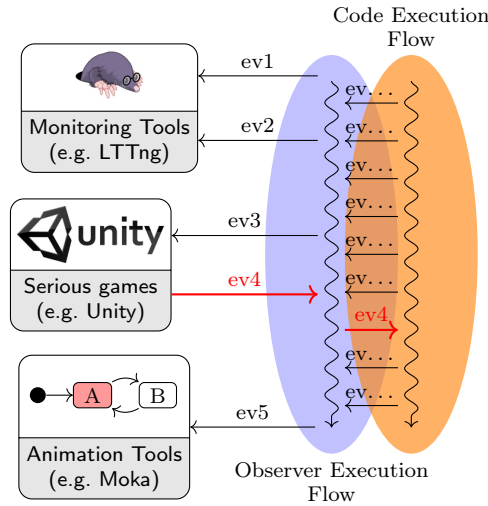 Code Execution
Flow
ev1
ev...
Monitoring Tools
(e.g. LTTng)
ev2
ev...
ev...
ev...
unity
ev3
ev...
Serious games
(e.g. Unity)
ev4
ev...
ev4
A
B
ev...
ev5
ev...
Animation Tools
(e.g. Moka)
Observer Execution
Flow